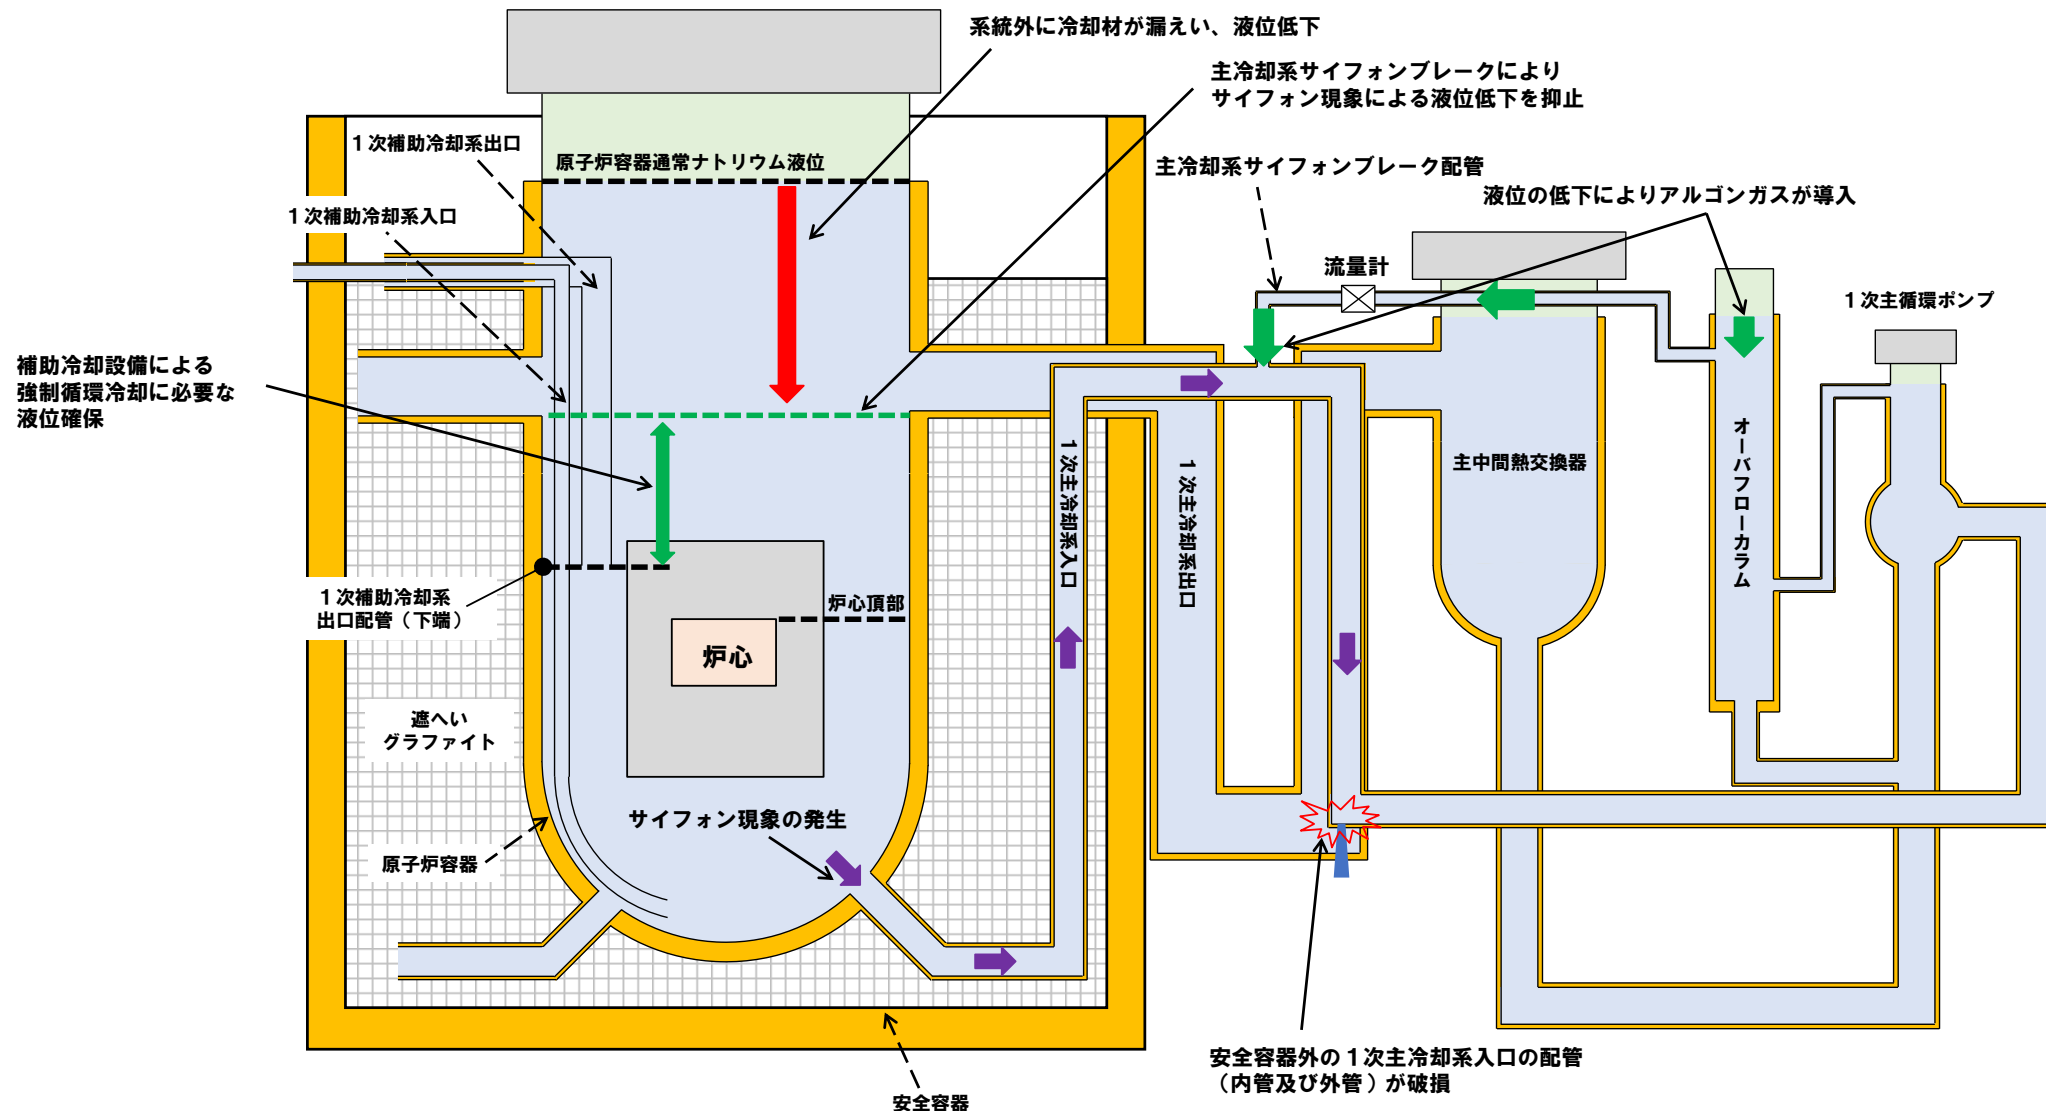 系統外に冷却材が漏えい、液位低下
主冷却系サイフォンブレークにより
サイフォン現象による液位低下を抑止
1次補助冷却系出口
原子炉容器通常ナトリウム液位
主冷却系サイフォンブレーク配管
液位の低下によりアルゴンガスが導入
1次補助冷却系入口
流量計
1次主循環ポンプ
補助冷却設備による
強制循環冷却に必要な
液位確保
1次主冷却系入口
1次主冷却系出口
主中間熱交換器
オーバフローカラム
1次補助冷却系
出口配管(下端)
炉心頂部
炉心
遮へい
グラファイト
サイフォン現象の発生
原子炉容器
安全容器外の1次主冷却系入口の配管
(内管及び外管)が破損
安全容器